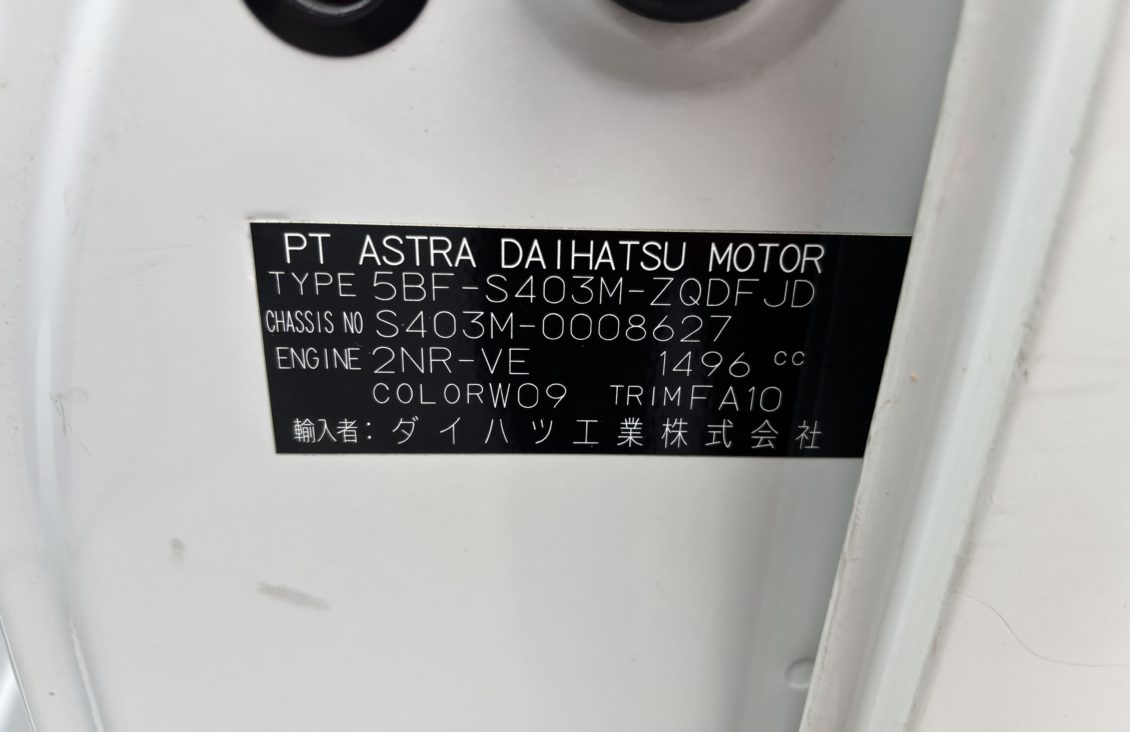 PT ASTRA DAIHATSU MOTOR
TYPE 5BF-S403M-ZQDFJD
CHASSIS NO S403M-0008627
ENGINE 2NR-VE 1496 cc
COLOR W09 TRIM FA10
輸入者：ダイハツ工業株式会社